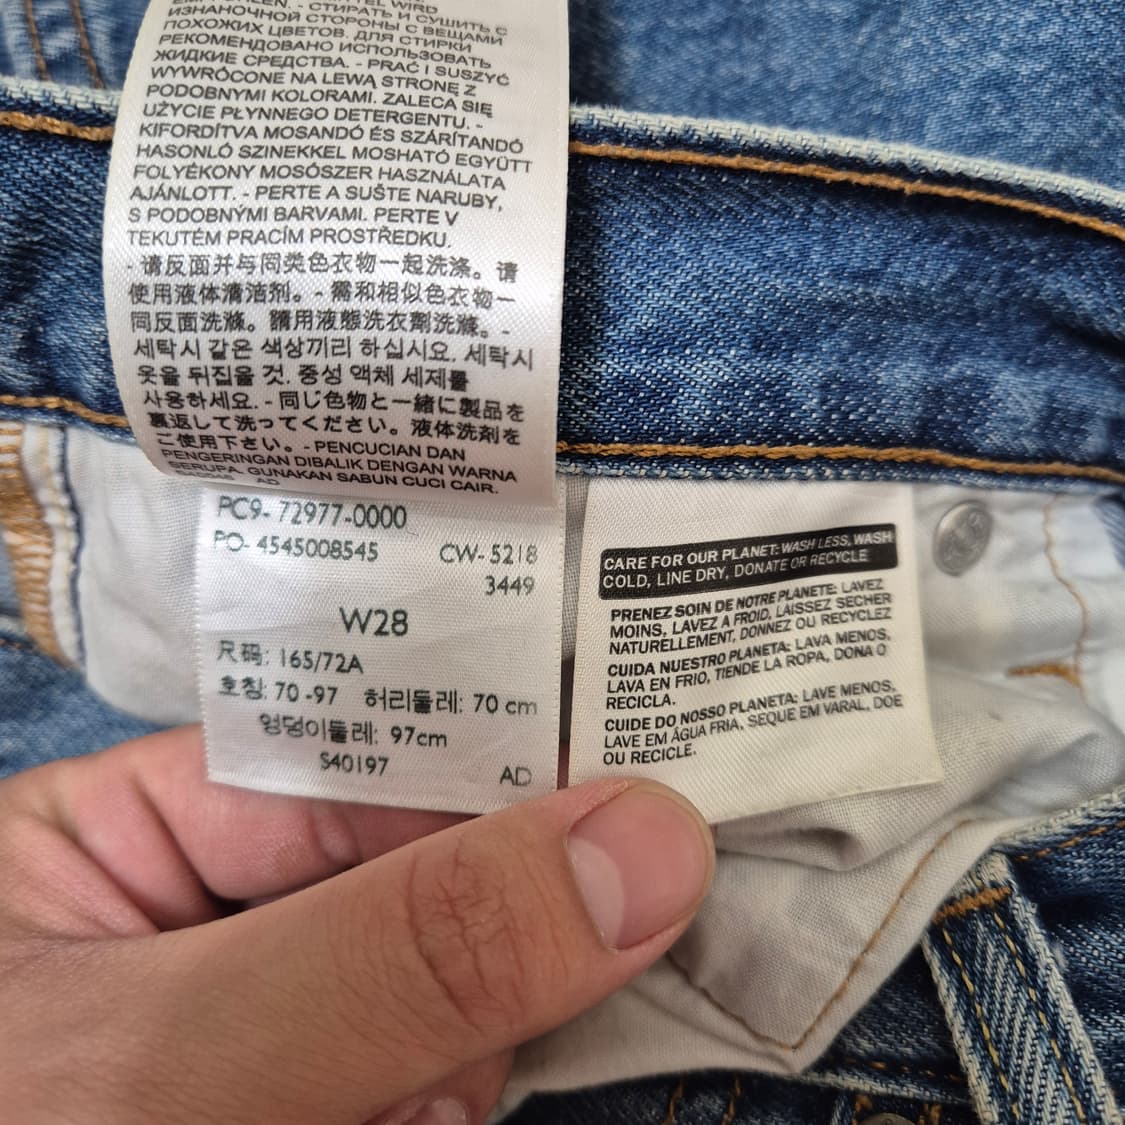 EMPFOHLEN. - СТИРАТЬ И СУШИТЬ С
ИЗНАНОЧНОЙ СТОРОНЫ С ВЕЩАМИ
ПОХОЖИХ ЦВЕТОВ. ДЛЯ СТИРКИ
РЕКОМЕНДОВАНО ИСПОЛЬЗОВАТЬ
ЖИДКИЕ СРЕДСТВА. - PRAĆ I SUSZYĆ
WYWRÓCONE NA LEWĄ STRONĘ Z
PODOBNYMI KOLORAMI. ZALECA SIĘ
UŻYCIE PŁYNNEGO DETERGENTU. -
KIFORDÍTVA MOSANDÓ ÉS SZÁRÍTANDÓ
HASONLÓ SZINEKKEL MOSHATÓ EGYÜTT
FOLYÉKONY MOSÓSZER HASZNÁLATA
AJÁNLOTT. - PERTE A SUŠTE NARUBY,
S PODOBNÝMI BARVAMI. PERTE V
TEKUTÉM PRACÍM PROSTŘEDKU.
- 请反面并与同类色衣物一起洗涤。请
使用液体清洁剂。- 需和相似色衣物一
同反面洗滌。請用液態洗衣劑洗滌。-
세탁시 같은 색상끼리 하십시요. 세탁시
옷을 뒤집을 것. 중성 액체 세제를
사용하세요. - 同じ色物と一緒に製品を
裏返して洗ってください。液体洗剤を
ご使用下さい。- PENCUCIAN DAN
PENGERINGAN DIBALIK DENGAN WARNA
SERUPA. GUNAKAN SABUN CUCI CAIR.
AD
PC9- 72977-0000
PO- 4545008545 CW- 5218
3449
W28
尺码: 165/72A
호칭: 70 -97 허리둘레: 70 cm
엉덩이둘레: 97cm
S40197 AD
CARE FOR OUR PLANET: WASH LESS, WASH
COLD, LINE DRY, DONATE OR RECYCLE
PRENEZ SOIN DE NOTRE PLANETE: LAVEZ
MOINS, LAVEZ A FROID, LAISSEZ SECHER
NATURELLEMENT, DONNEZ OU RECYCLEZ
CUIDA NUESTRO PLANETA: LAVA MENOS,
LAVA EN FRIO, TIENDE LA ROPA, DONA O
RECICLA.
CUIDE DO NOSSO PLANETA: LAVE MENOS,
LAVE EM ÁGUA FRIA, SEQUE EM VARAL, DOE
OU RECICLE.